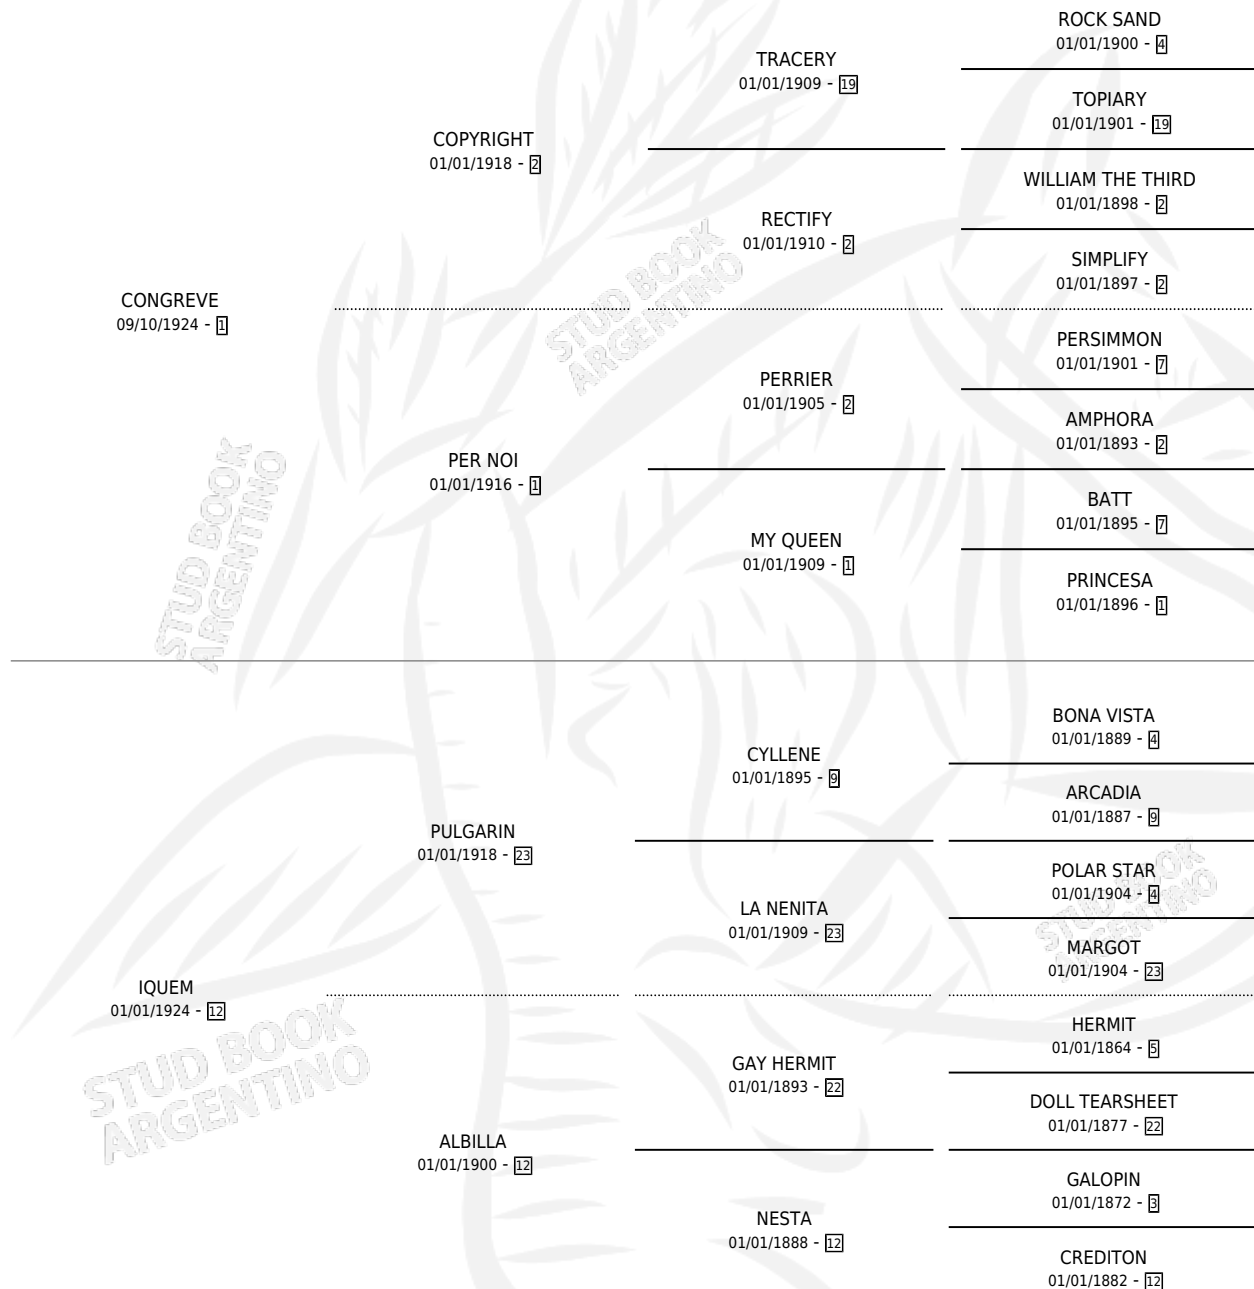 ROCK SAND
01/01/1900 - 4
TRACERY
01/01/1909 - 19
TOPIARY
01/01/1901 - 19
COPYRIGHT
01/01/1918 - 2
WILLIAM THE THIRD
01/01/1898 - 2
RECTIFY
01/01/1910 - 2
SIMPLIFY
01/01/1897 - 2
CONGREVE
09/10/1924 - 1
PERSIMMON
01/01/1901 - 7
PERRIER
01/01/1905 - 2
AMPHORA
01/01/1893 - 2
PER NOI
01/01/1916 - 1
BATT
01/01/1895 - 7
MY QUEEN
01/01/1909 - 1
PRINCESA
01/01/1896 - 1
BONA VISTA
01/01/1889 - 4
CYLLENE
01/01/1895 - 9
ARCADIA
01/01/1887 - 9
PULGARIN
01/01/1918 - 23
POLAR STAR
01/01/1904 - 4
LA NENITA
01/01/1909 - 23
MARGOT
01/01/1904 - 23
IQUEM
01/01/1924 - 12
HERMIT
01/01/1864 - 5
GAY HERMIT
01/01/1893 - 22
DOLL TEARSHEET
01/01/1877 - 22
ALBILLA
01/01/1900 - 12
GALOPIN
01/01/1872 - 3
NESTA
01/01/1888 - 12
CREDITON
01/01/1882 - 12
STUD BOOK
ARGENTINO
STUD BOOK
ARGENTINO
STUD BOOK
ARGENTINO
STUD BOOK
ARGENTINO